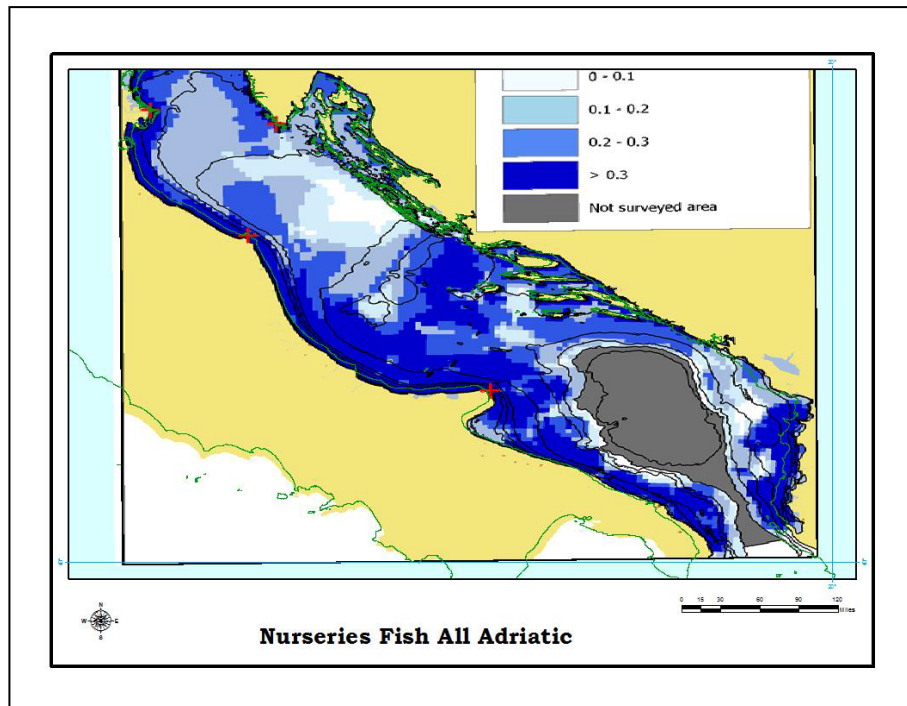 0 - 0.1
0.1 - 0.2
0.2 - 0.3
> 0.3
Not surveyed area
N
W E
S
0 15 30 60 90 120
Miles
Nurseries Fish All Adriatic